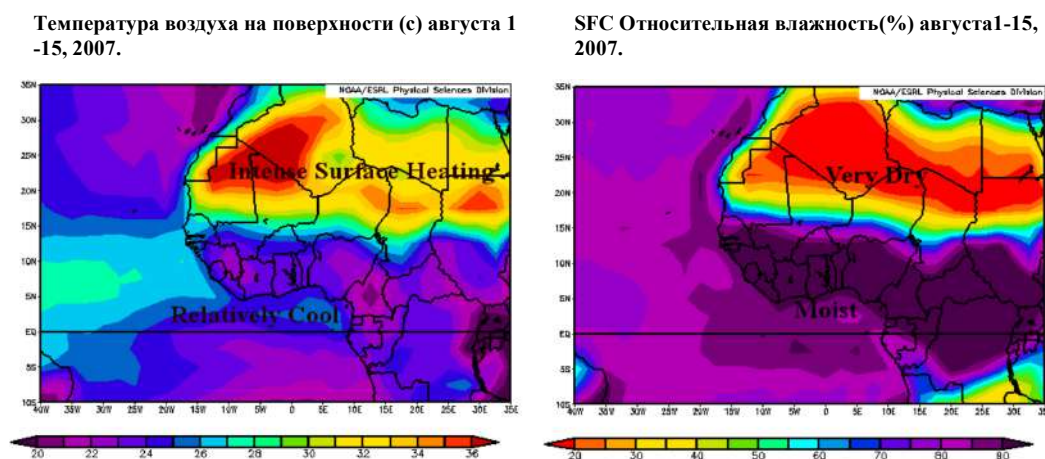 Температура воздуха на поверхности (с) августа 1
-15, 2007.
SFC Относительная влажность(%) августа1-15,
2007.
NOAA/ESRL Physical Sciences Division
35N
30N
25N
20N
15N
10N
5N
EQ
5S
10S
Intense Surface Heating
Relatively Cool
40W 35W 30W 25W 20W 15W 10W 5W 0 5E 10E 15E 20E 25E 30E 35E
20 22 24 26 28 30 32 34 36
NOAA/ESRL Physical Sciences Division
35N
30N
25N
20N
15N
10N
5N
EQ
5S
10S
Very Dry
Moist
40W 35W 30W 25W 20W 15W 10W 5W 0 5E 10E 15E 20E 25E 30E 35E
20 30 40 50 60 70 80 90